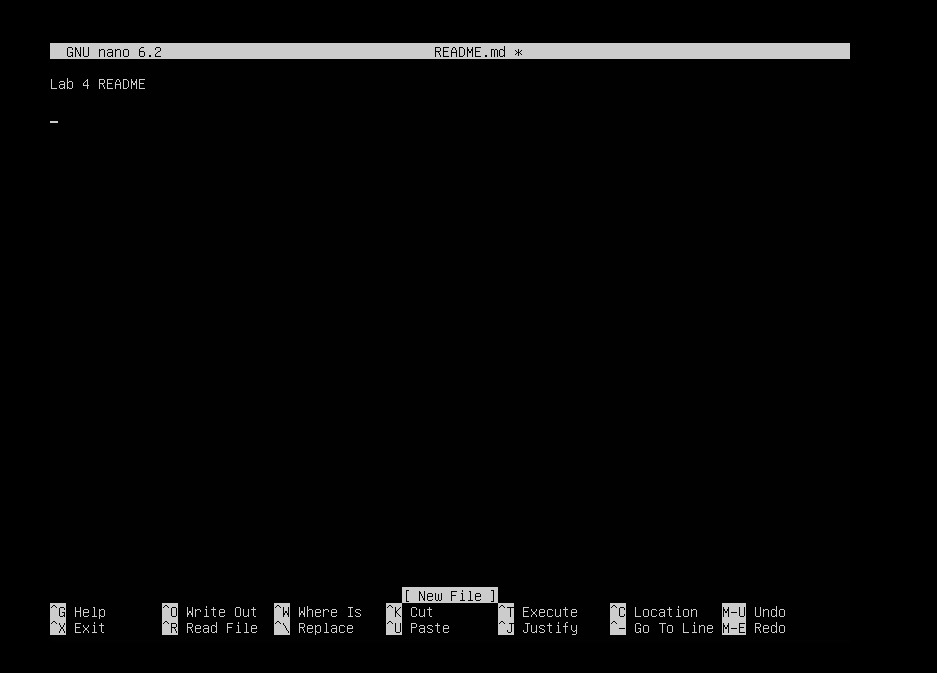 GNU nano 6.2 README.md *
Lab 4 README
[ New File ]
^G Help ^O Write Out ^W Where Is ^K Cut ^T Execute ^C Location M-U Undo
^X Exit ^R Read File ^\ Replace ^U Paste ^J Justify ^- Go To Line M-E Redo